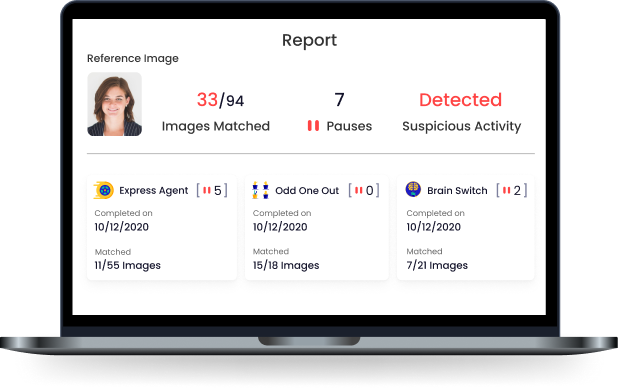 Report
Reference Image
33/94
Images Matched
7
Pauses
Detected
Suspicious Activity
Express Agent [ 5 ]
Completed on
10/12/2020
Matched
11/55 Images
Odd One Out [ 0 ]
Completed on
10/12/2020
Matched
15/18 Images
Brain Switch [ 2 ]
Completed on
10/12/2020
Matched
7/21 Images